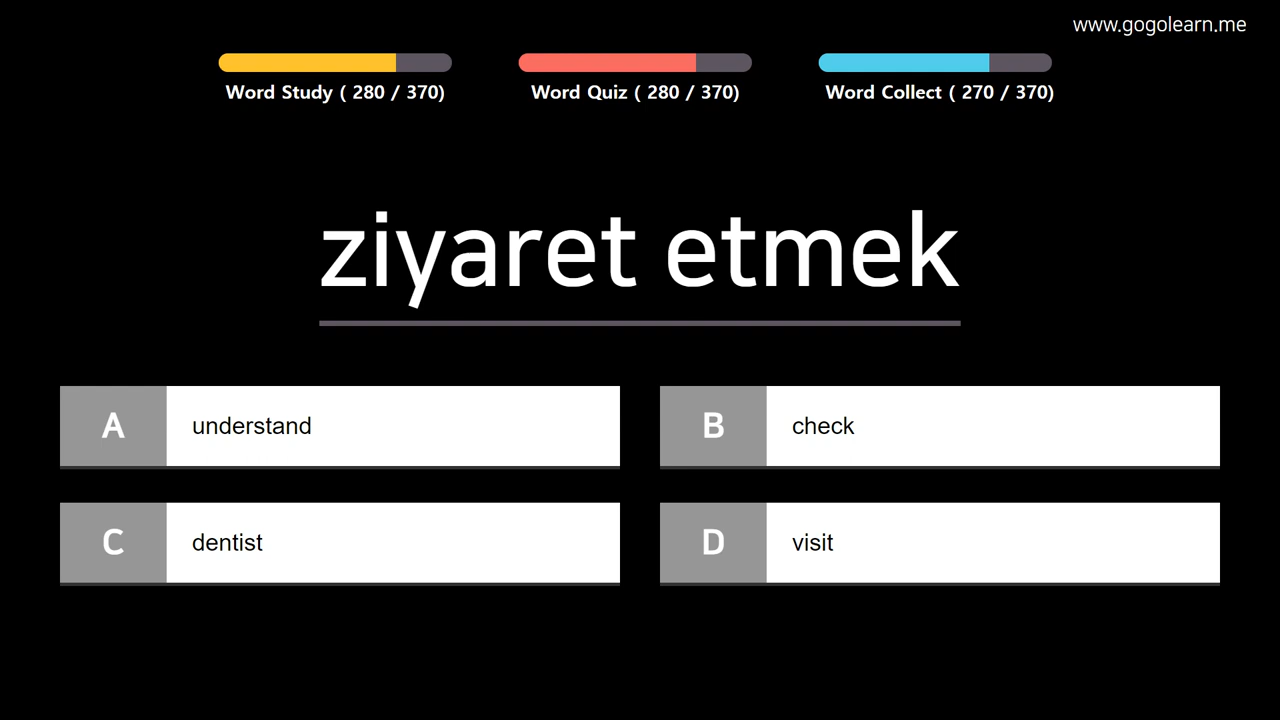 www.gogolearn.me
Word Study ( 280 / 370)
Word Quiz ( 280 / 370)
Word Collect ( 270 / 370)
ziyaret etmek
A understand
B check
C dentist
D visit